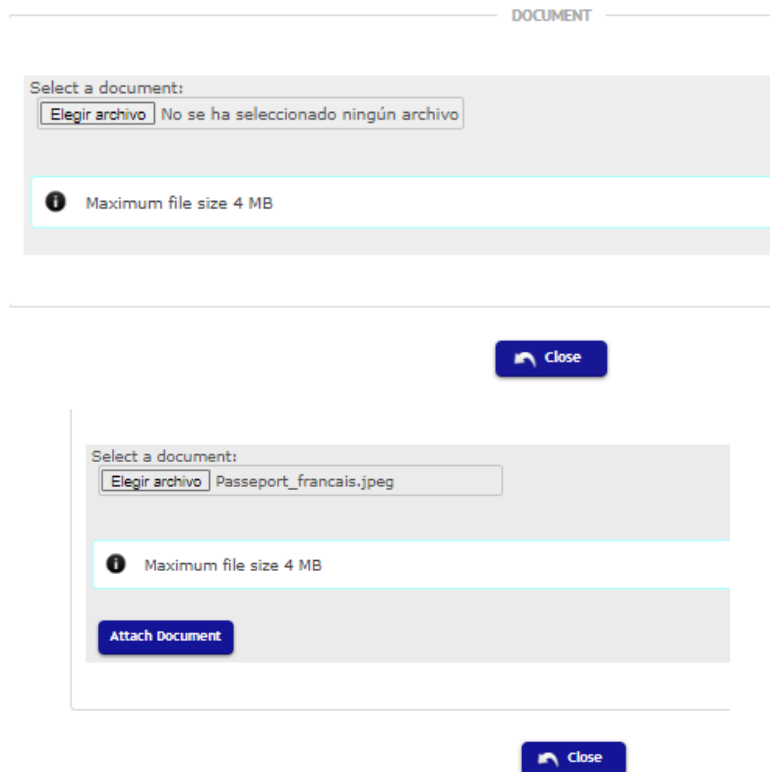 DOCUMENT
Select a document:
Elegir archivo No se ha seleccionado ningún archivo
Maximum file size 4 MB
Close
Select a document:
Elegir archivo Passeport_francais.jpeg
Maximum file size 4 MB
Attach Document
Close